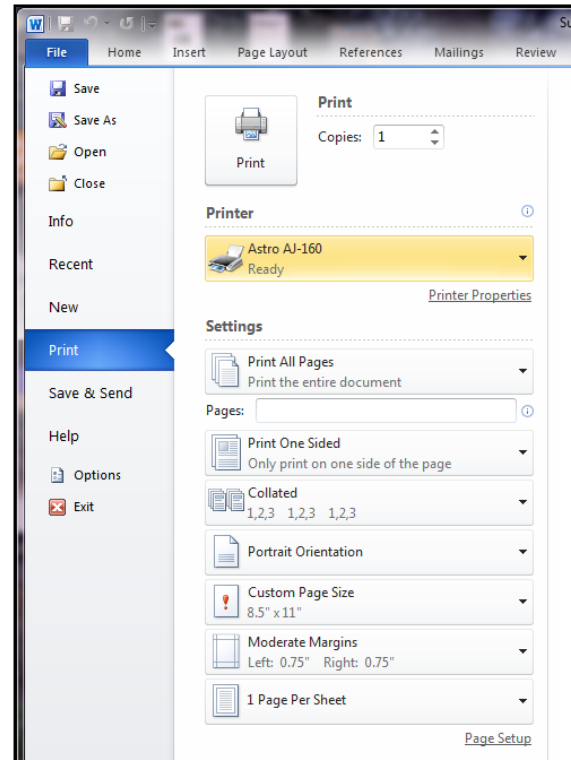 W
Su
File Home Insert Page Layout References Mailings Review
Save
Save As
Open
Close
Info
Recent
New
Print
Save & Send
Help
Options
Exit
Print
Print
Copies: 1
Printer
Astro AJ-160
Ready
Printer Properties
Settings
Print All Pages
Print the entire document
Pages:
Print One Sided
Only print on one side of the page
Collated
1,2,3 1,2,3 1,2,3
Portrait Orientation
Custom Page Size
8.5" x 11"
Moderate Margins
Left: 0.75" Right: 0.75"
1 Page Per Sheet
Page Setup